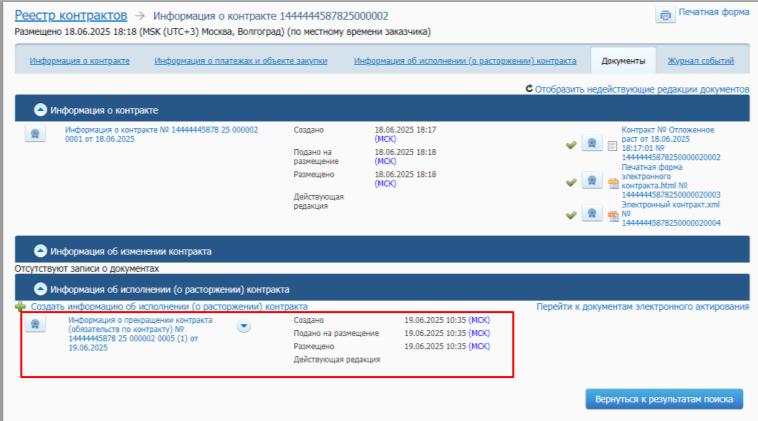 Реестр контрактов → Информация о контракте 1444444587825000002
Печатная форма
Размещено 18.06.2025 18:18 (MSK (UTC+3) Москва, Волгоград) (по местному времени заказчика)
Информация о контракте
Информация о платежах и объекте закупки
Информация об исполнении (о расторжении) контракта
Документы
Журнал событий
Отобразить недействующие редакции документов
Информация о контракте
Информация о контракте № 14444445878 25 000002
0001 от 18.06.2025
Создано
18.06.2025 18:17
(МСК)
Подано на
размещение
18.06.2025 18:18
(МСК)
Размещено
18.06.2025 18:18
(МСК)
Действующая
редакция
Контракт № Отложенное
раст от 18.06.2025
18:17:01 №
14444445878250000020002
Печатная форма
электронного
контракта.html №
14444445878250000020003
Электронный контракт.xml
№
14444445878250000020004
Информация об изменении контракта
Отсутствуют записи о документах
Информация об исполнении (о расторжении) контракта
Создать информацию об исполнении (о расторжении) контракта
Перейти к документам электронного актирования
Информация о прекращении контракта
(обязательств по контракту) №
14444445878 25 000002 0005 (1) от
19.06.2025
Создано
19.06.2025 10:35 (МСК)
Подано на размещение
19.06.2025 10:35 (МСК)
Размещено
19.06.2025 10:35 (МСК)
Действующая редакция
Вернуться к результатам поиска